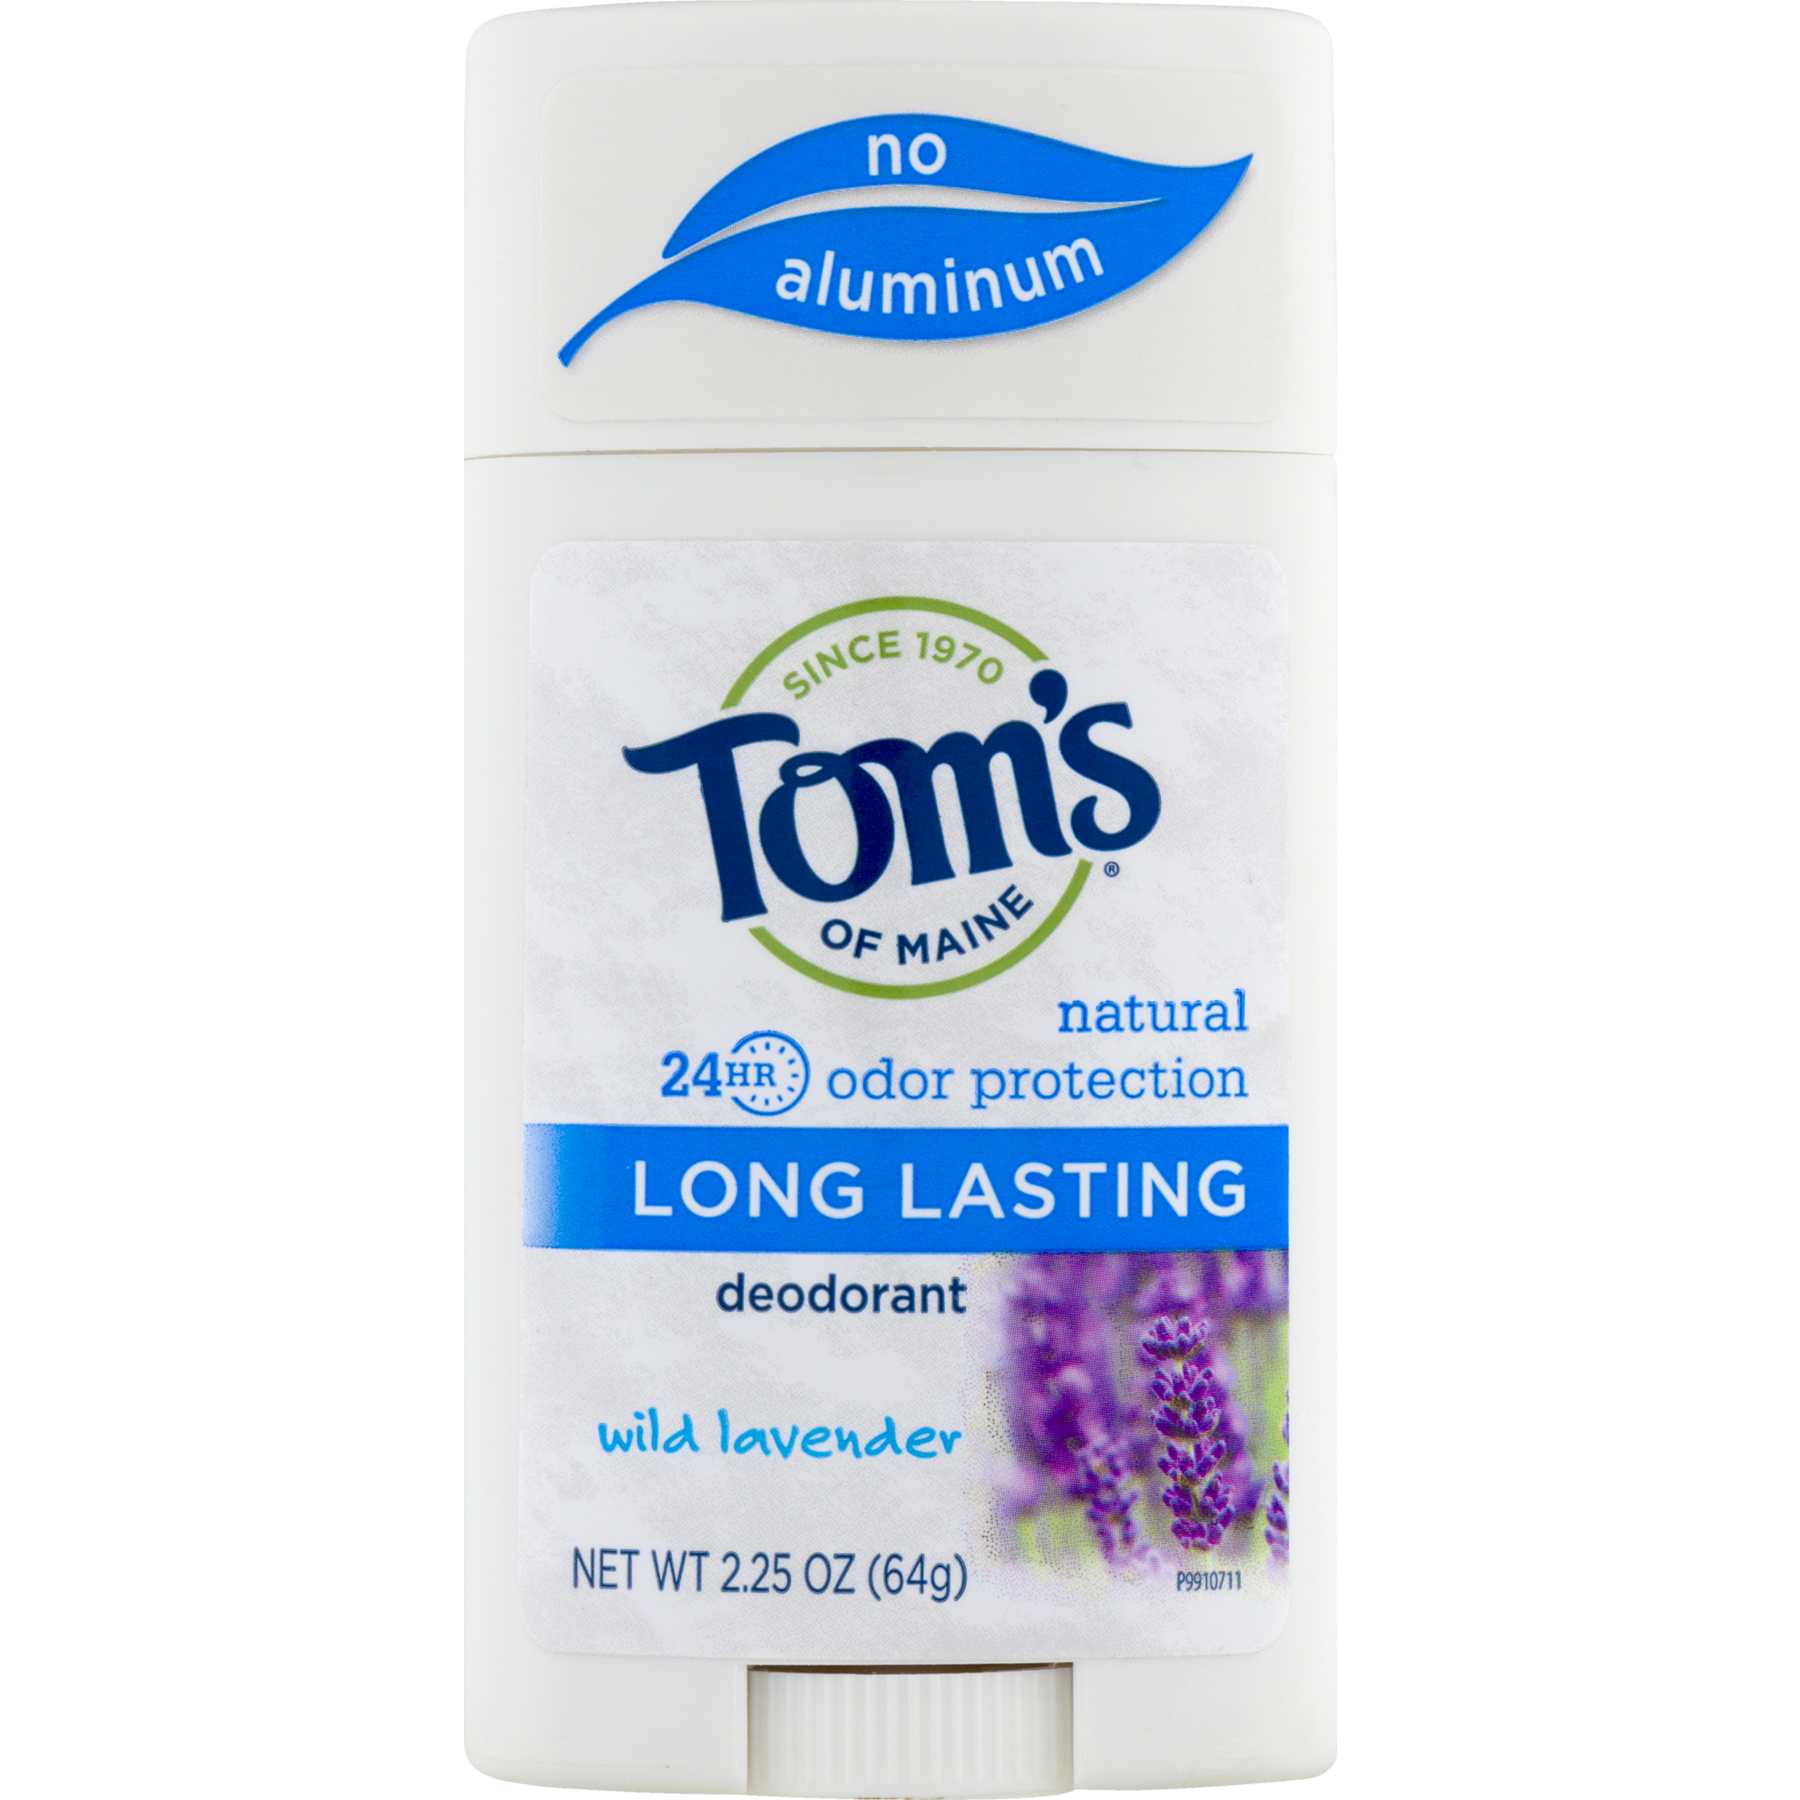 no
aluminum
SINCE 1970
Tom's®
OF MAINE
natural
24HR odor protection
LONG LASTING
deodorant
wild lavender
NET WT 2.25 OZ (64g)
P9910711